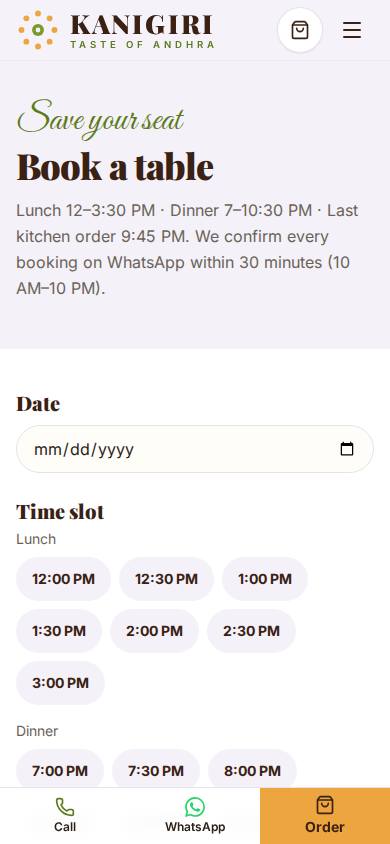 KANIGIRI
TASTE OF ANDHRA
Save your seat
Book a table
Lunch 12–3:30 PM · Dinner 7–10:30 PM · Last
kitchen order 9:45 PM. We confirm every
booking on WhatsApp within 30 minutes (10
AM–10 PM).
Date
mm/dd/yyyy
Time slot
Lunch
12:00 PM 12:30 PM 1:00 PM
1:30 PM 2:00 PM 2:30 PM
3:00 PM
Dinner
7:00 PM 7:30 PM 8:00 PM
Call WhatsApp Order